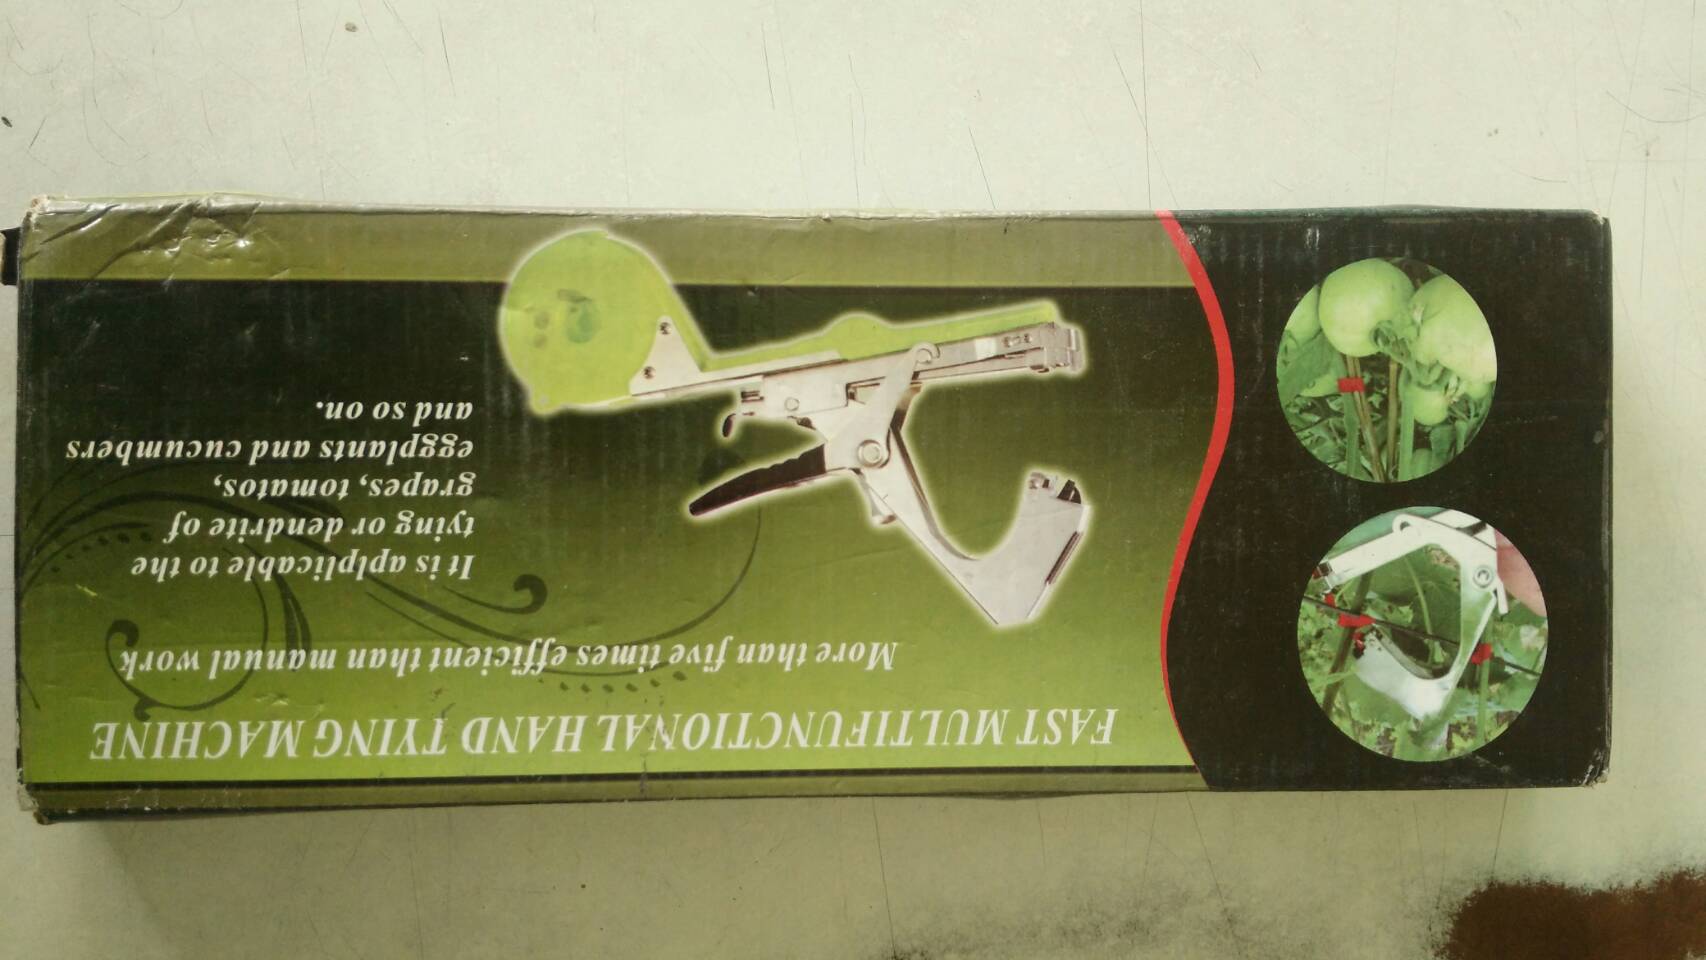 FAST MULTIFUNCTIONAL HAND TYING MACHINE
More than five times efficient than manual work
It is aplplicable to the
tying or dendrite of
grapes, tomatos,
eggplants and cucumbers
and so on.